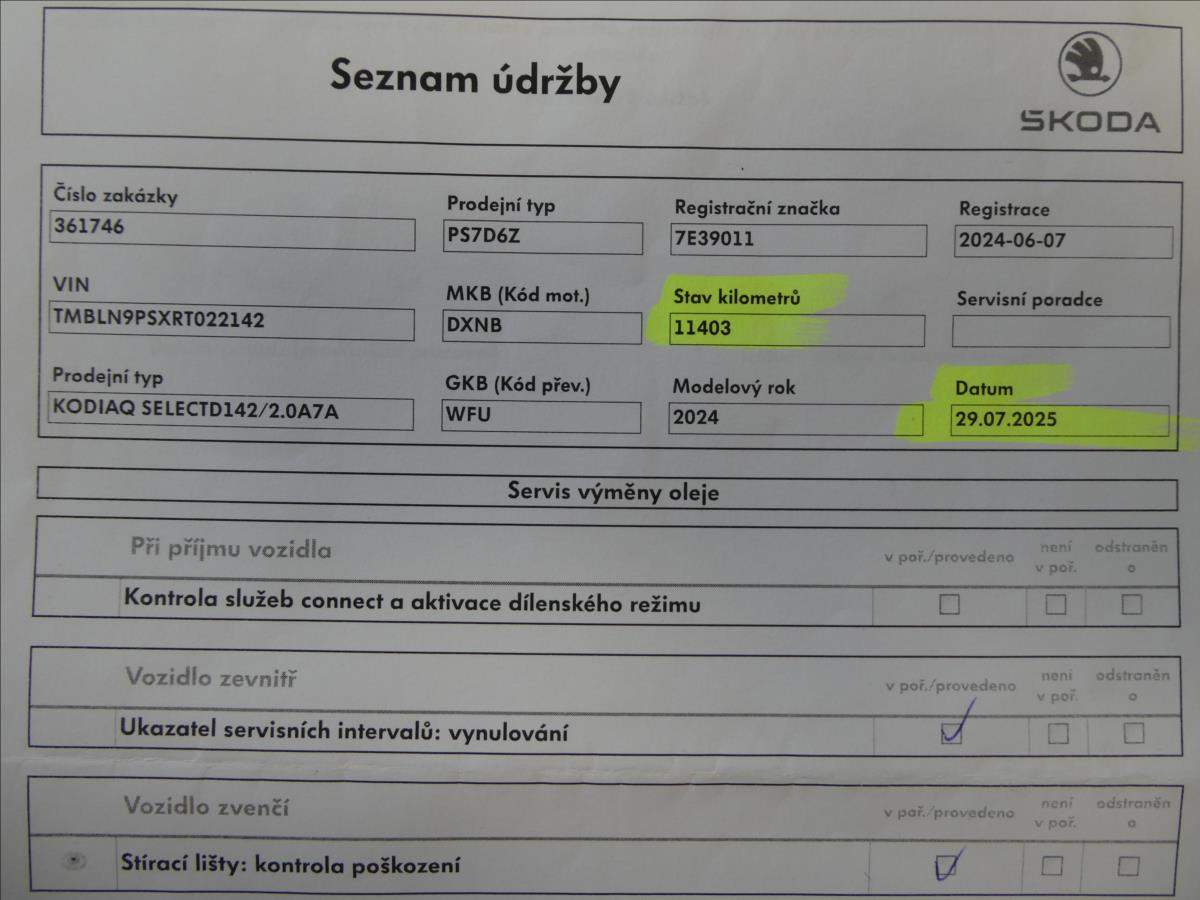 Seznam údržby
ŠKODA
Číslo zakázky
361746
Prodejní typ
PS7D6Z
Registrační značka
7E39011
Registrace
2024-06-07
VIN
TMBLN9PSXRT022142
MKB (Kód mot.)
DXNB
Stav kilometrů
11403
Servisní poradce
Prodejní typ
KODIAQ SELECTD142/2.0A7A
GKB (Kód přev.)
WFU
Modelový rok
2024
Datum
29.07.2025
Servis výměny oleje
Při příjmu vozidla
v poř./provedeno
není
v poř.
odstraněn
o
Kontrola služeb connect a aktivace dílenského režimu
Vozidlo zevnitř
v poř./provedeno
není
v poř.
odstraněn
o
Ukazatel servisních intervalů: vynulování
Vozidlo zvenčí
v poř./provedeno
není
v poř.
odstraněn
o
Stírací lišty: kontrola poškození